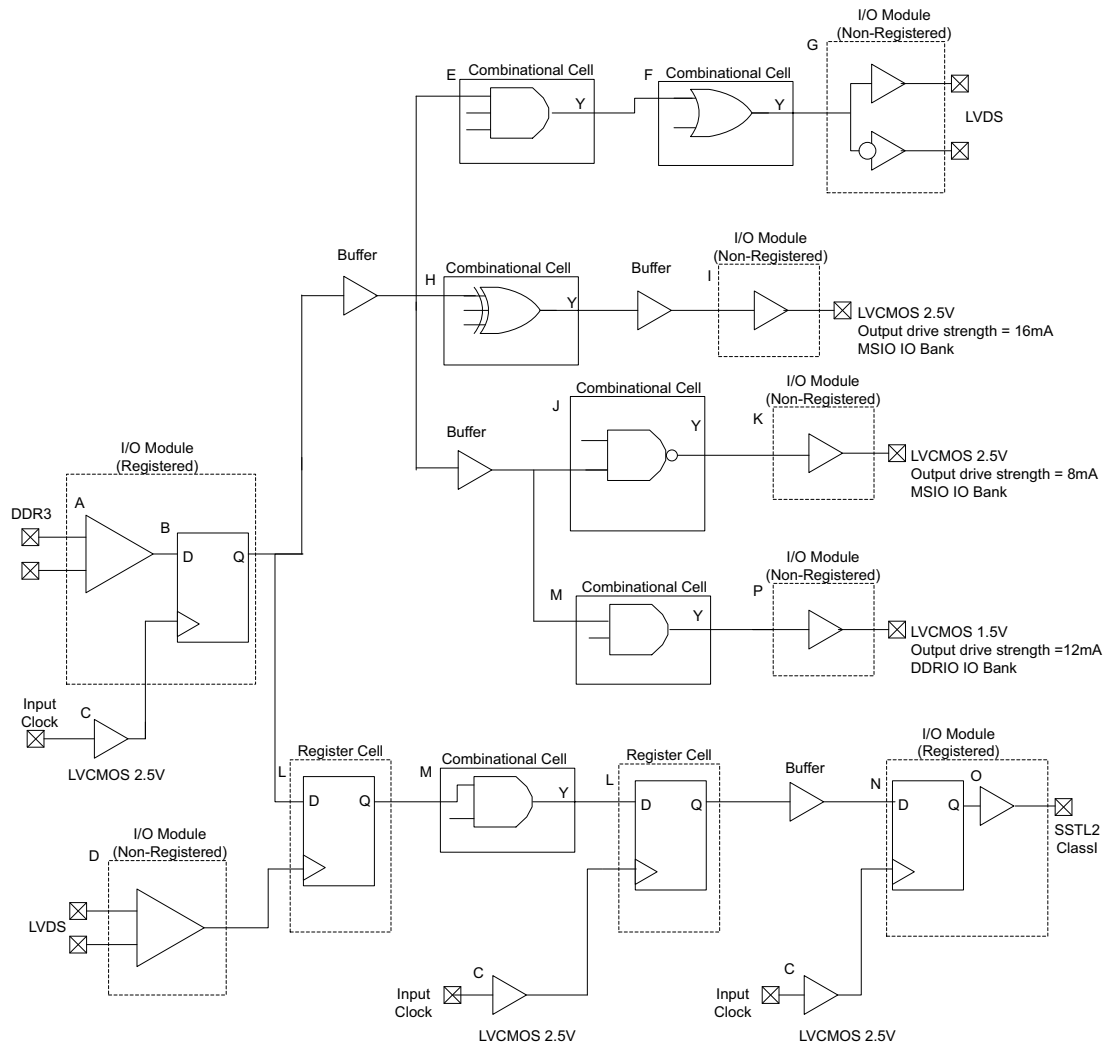 I/O Module
(Non-Registered)
G
Combinational Cell
E
Y
Combinational Cell
F
Y
LVDS
Buffer
H
Combinational Cell
Y
Buffer
I/O Module
(Non-Registered)
I
LVCMOS 2.5V
Output drive strength = 16mA
MSIO IO Bank
Buffer
Combinational Cell
J
Y
I/O Module
(Non-Registered)
K
LVCMOS 2.5V
Output drive strength = 8mA
MSIO IO Bank
I/O Module
(Registered)
DDR3
A
B
D
Q
Combinational Cell
M
Y
I/O Module
(Non-Registered)
P
LVCMOS 1.5V
Output drive strength =12mA
DDRIO IO Bank
Input
Clock
C
LVCMOS 2.5V
Register Cell
L
D
Q
Combinational Cell
M
Y
Register Cell
L
D
Q
Buffer
I/O Module
(Registered)
N
D
Q
O
SSTL2
ClassI
I/O Module
(Non-Registered)
D
LVDS
C
Input
Clock
LVCMOS 2.5V
C
Input
Clock
LVCMOS 2.5V